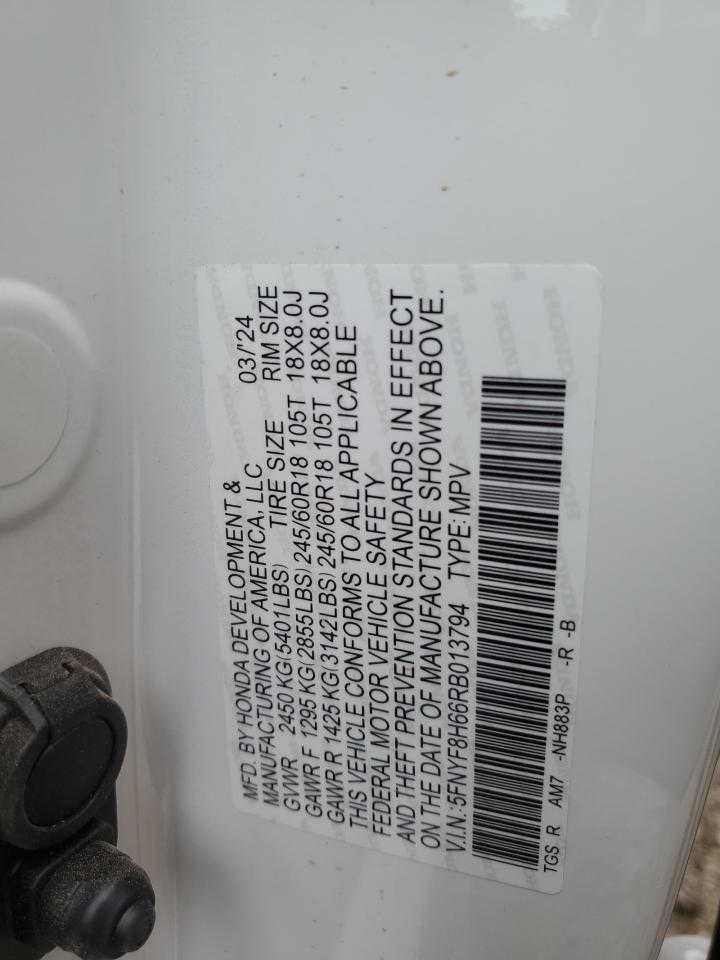 MFD. BY HONDA DEVELOPMENT & 03/'24
MANUFACTURING OF AMERICA, LLC
GVWR 2450 KG(5401LBS) TIRE SIZE RIM SIZE
GAWR F 1295 KG(2855LBS) 245/60R18 105T 18X8.0J
GAWR R 1425 KG(3142LBS) 245/60R18 105T 18X8.0J
THIS VEHICLE CONFORMS TO ALL APPLICABLE
FEDERAL MOTOR VEHICLE SAFETY
AND THEFT PREVENTION STANDARDS IN EFFECT
ON THE DATE OF MANUFACTURE SHOWN ABOVE.
V.I.N.:5FNYF8H66RB013794 TYPE: MPV
TGS R AM7 -NH883P -R -B